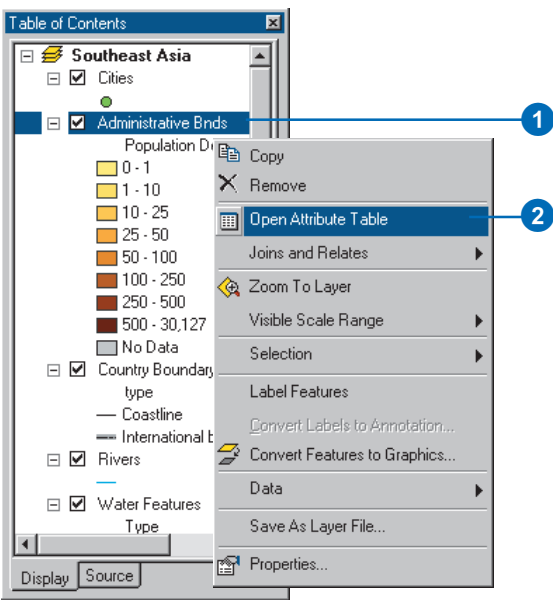 Table of Contents
Southeast Asia
Cities
Administrative Bnds
Population D
0 - 1
1 - 10
10 - 25
25 - 50
50 - 100
100 - 250
250 - 500
500 - 30,127
No Data
Country Boundary
type
Coastline
International b
Rivers
Water Features
Type
Display
Source
Copy
Remove
Open Attribute Table
Joins and Relates
Zoom To Layer
Visible Scale Range
Selection
Label Features
Convert Labels to Annotation...
Convert Features to Graphics...
Data
Save As Layer File...
Properties...
1
2